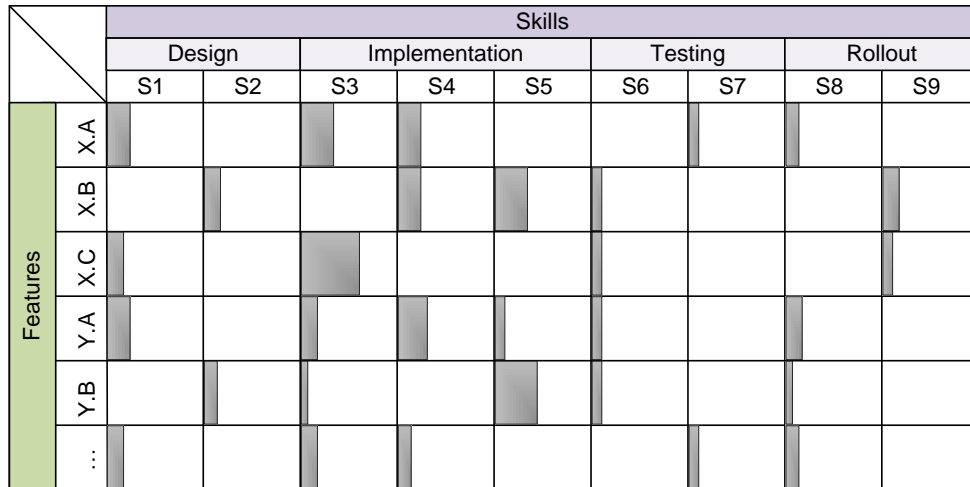 Skills
Design Implementation Testing Rollout
S1 S2 S3 S4 S5 S6 S7 S8 S9
Features
X.A
X.B
X.C
Y.A
Y.B
...